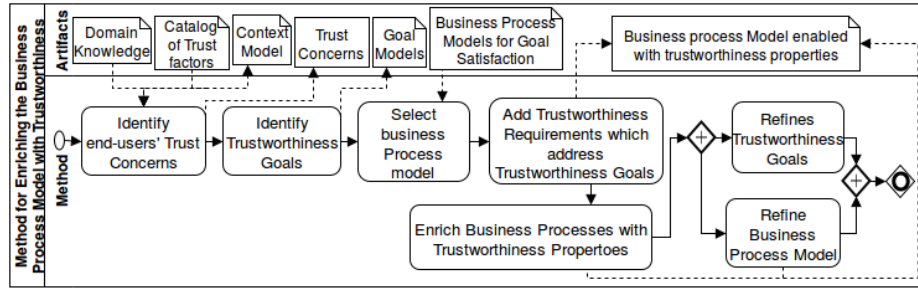 Method for Enriching the Business
Process Model with Trustworthiness
Artifacts
Domain
Knowledge
Catalog
of Trust
factors
Context
Model
Trust
Concerns
Goal
Models
Business Process
Models for Goal
Satisfaction
Business process Model enabled
with trustworthiness properties
Method
Identify
end-users' Trust
Concerns
Identify
Trustworthiness
Goals
Select
business
Process
model
Add Trustworthiness
Requirements which
address
Trustworthiness Goals
Enrich Business Processes with
Trustworthiness Propertoes
Refines
Trustworthiness
Goals
Refine
Business
Process Model